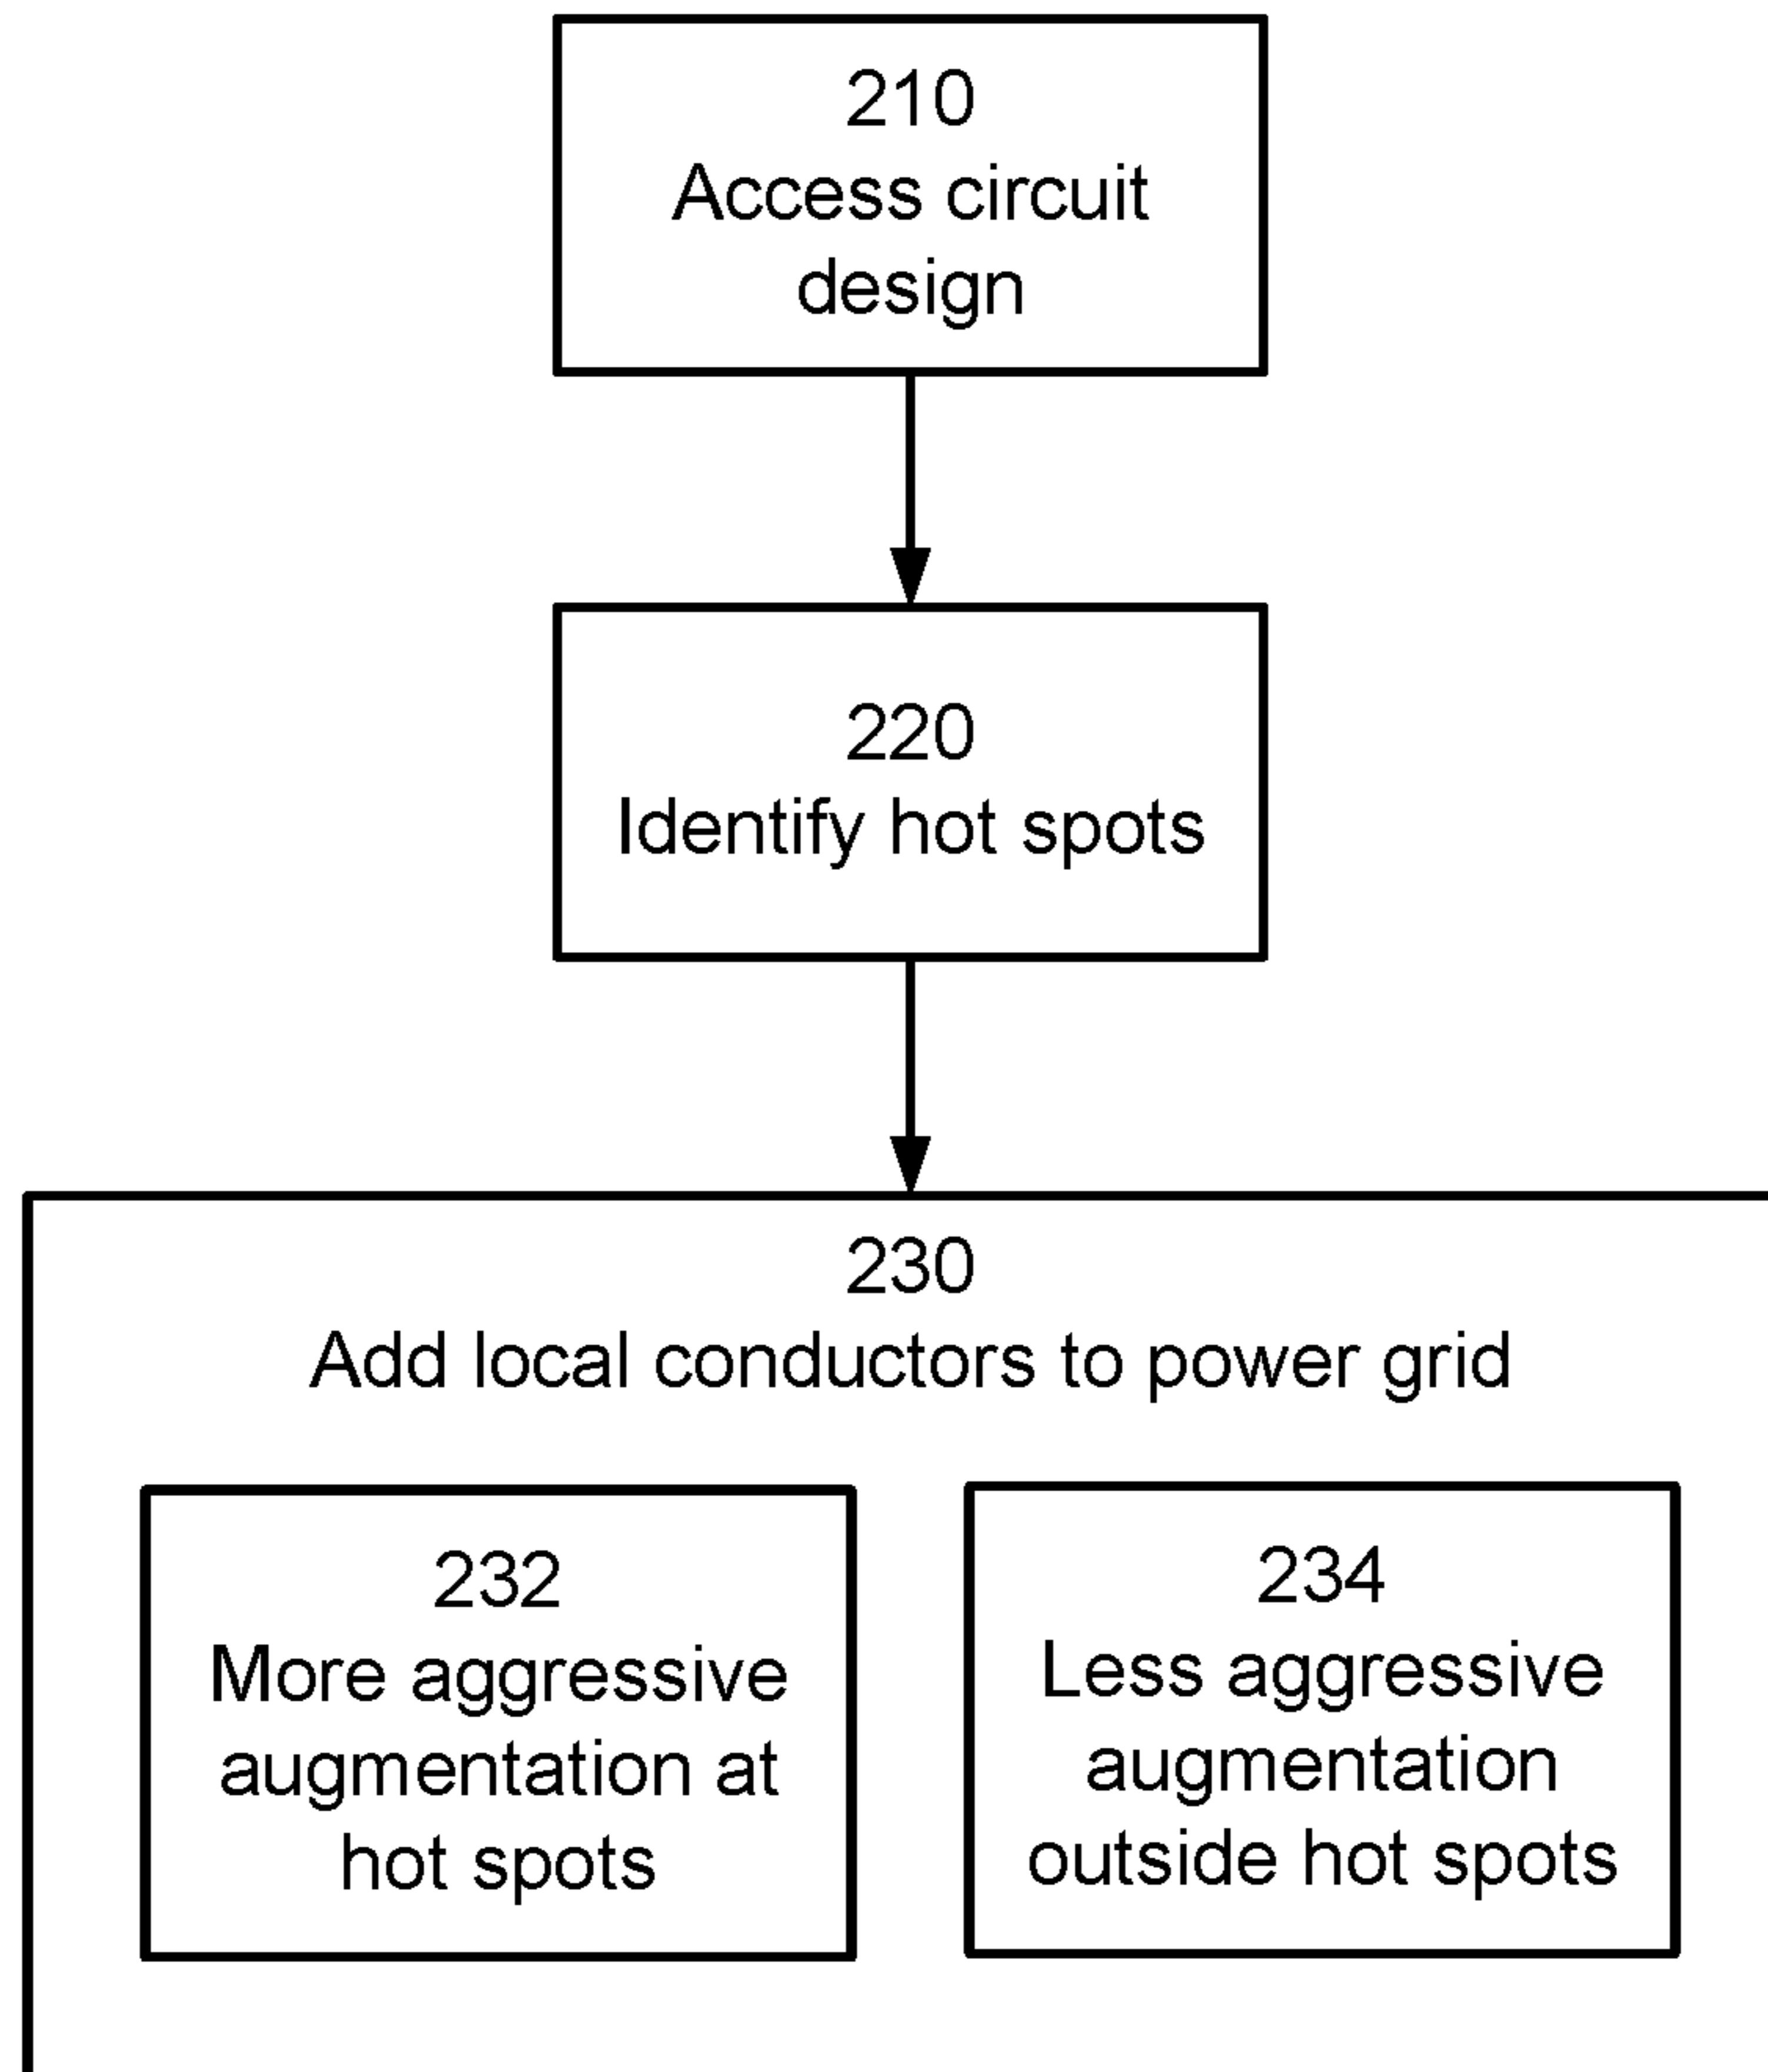 210
Access circuit
design
220
Identify hot spots
230
Add local conductors to power grid
232
More aggressive
augmentation at
hot spots
234
Less aggressive
augmentation
outside hot spots